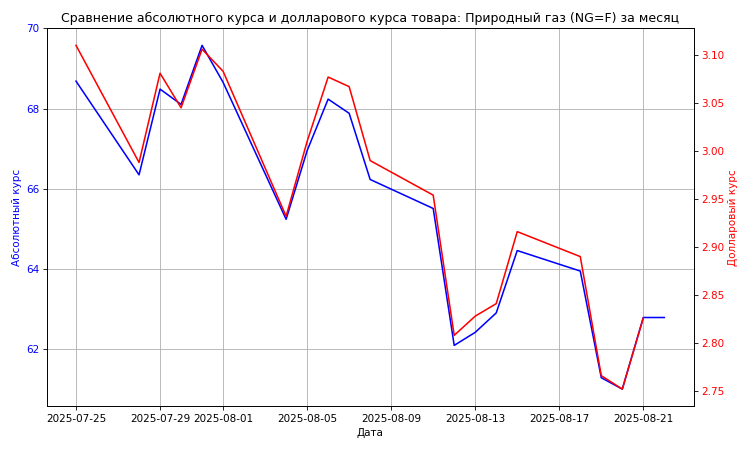 Сравнение абсолютного курса и долларового курса товара: Природный газ (NG=F) за месяц
70
68
66
64
62
Абсолютный курс
3.10
3.05
3.00
2.95
2.90
2.85
2.80
2.75
Долларовый курс
2025-07-25 2025-07-29 2025-08-01 2025-08-05 2025-08-09 2025-08-13 2025-08-17 2025-08-21
Дата